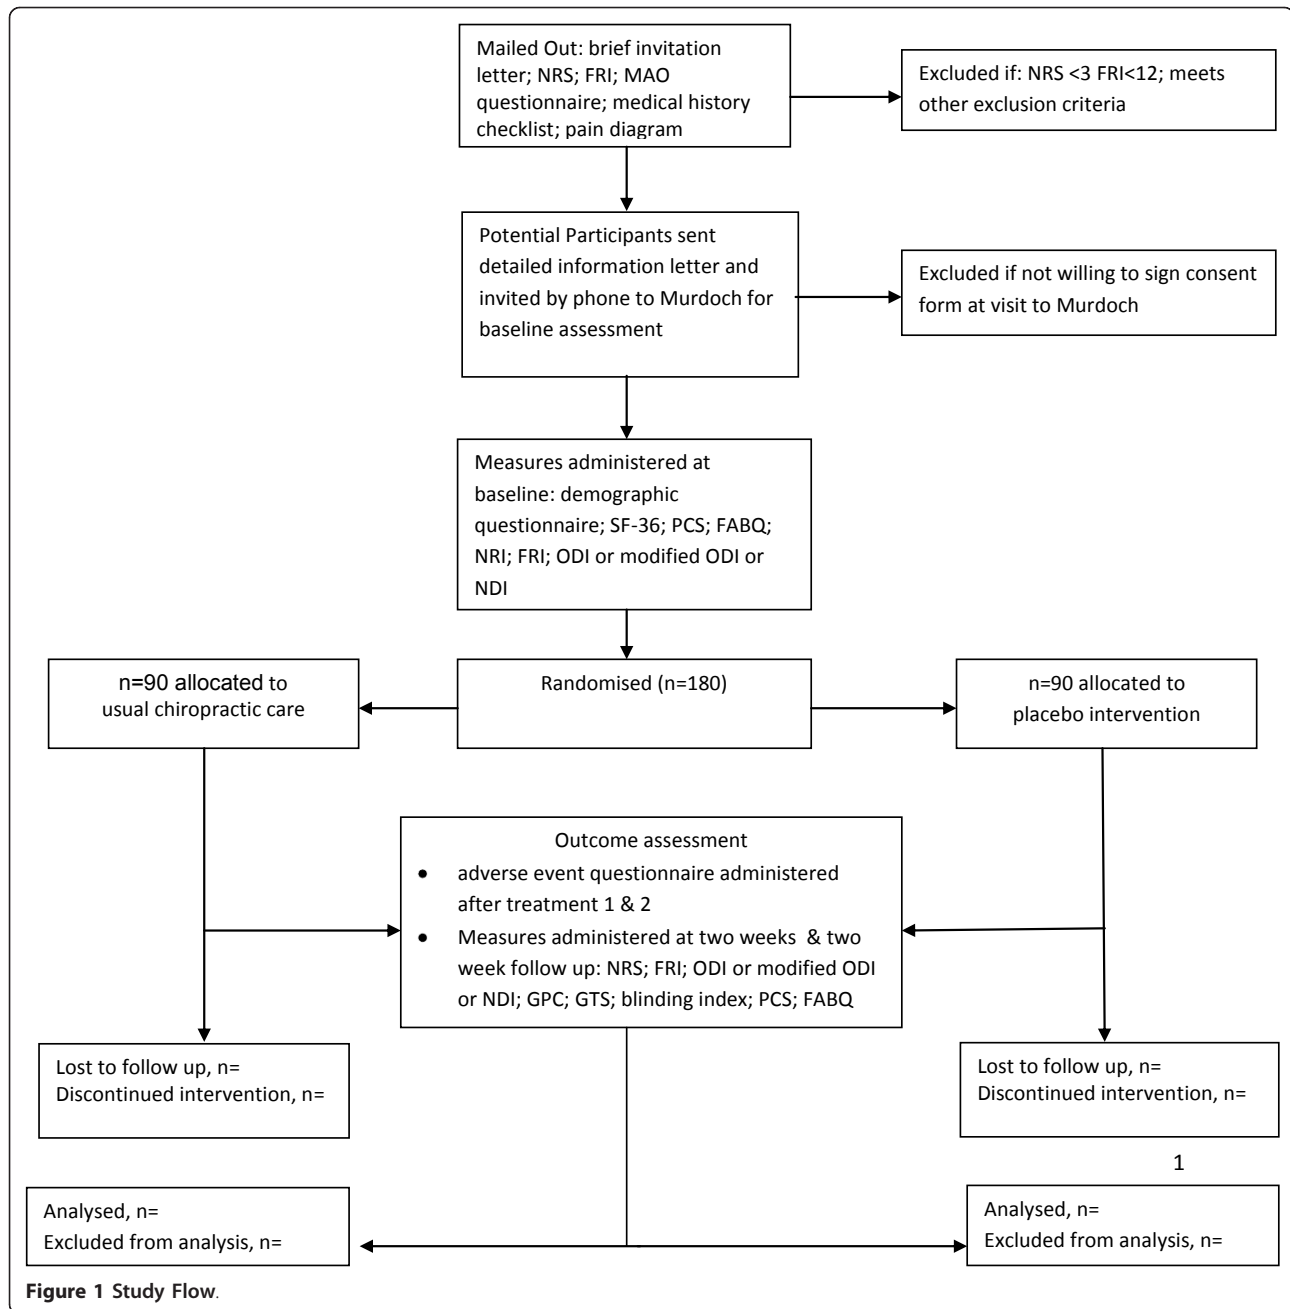 Mailed Out: brief invitation
letter; NRS; FRI; MAO
questionnaire; medical history
checklist; pain diagram
Excluded if: NRS <3 FRI<12; meets
other exclusion criteria
Potential Participants sent
detailed information letter and
invited by phone to Murdoch for
baseline assessment
Excluded if not willing to sign consent
form at visit to Murdoch
Measures administered at
baseline: demographic
questionnaire; SF-36; PCS; FABQ;
NRI; FRI; ODI or modified ODI or
NDI
n=90 allocated to
usual chiropractic care
Randomised (n=180)
n=90 allocated to
placebo intervention
Outcome assessment
• adverse event questionnaire administered
after treatment 1 & 2
• Measures administered at two weeks & two
week follow up: NRS; FRI; ODI or modified ODI
or NDI; GPC; GTS; blinding index; PCS; FABQ
Lost to follow up, n=
Discontinued intervention, n=
Lost to follow up, n=
Discontinued intervention, n=
1
Analysed, n=
Excluded from analysis, n=
Analysed, n=
Excluded from analysis, n=
Figure 1 Study Flow.